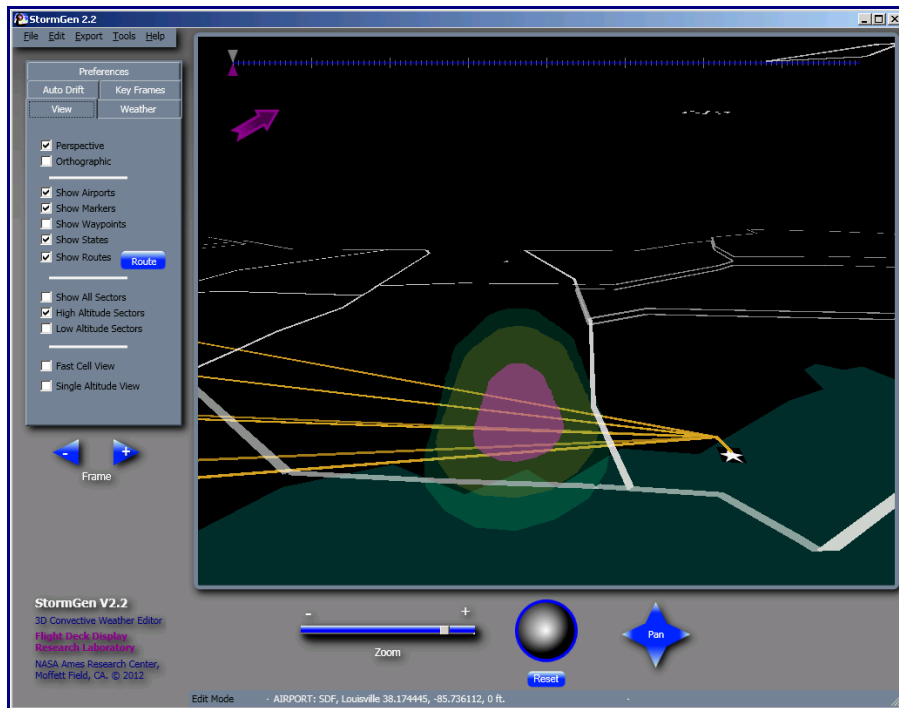 StormGen 2.2
File Edit Export Tools Help
Preferences
Auto Drift Key Frames
View Weather
Perspective
Orthographic
Show Airports
Show Markers
Show Waypoints
Show States
Show Routes Route
Show All Sectors
High Altitude Sectors
Low Altitude Sectors
Fast Cell View
Single Altitude View
- +
Frame
StormGen V2.2
3D Convective Weather Editor
Flight Deck Display
Research Laboratory
NASA Ames Research Center,
Moffett Field, CA. © 2012
- +
Zoom
Reset
Pan
Edit Mode - AIRPORT: SDF, Louisville 38.174445, -85.736112, 0 ft. -